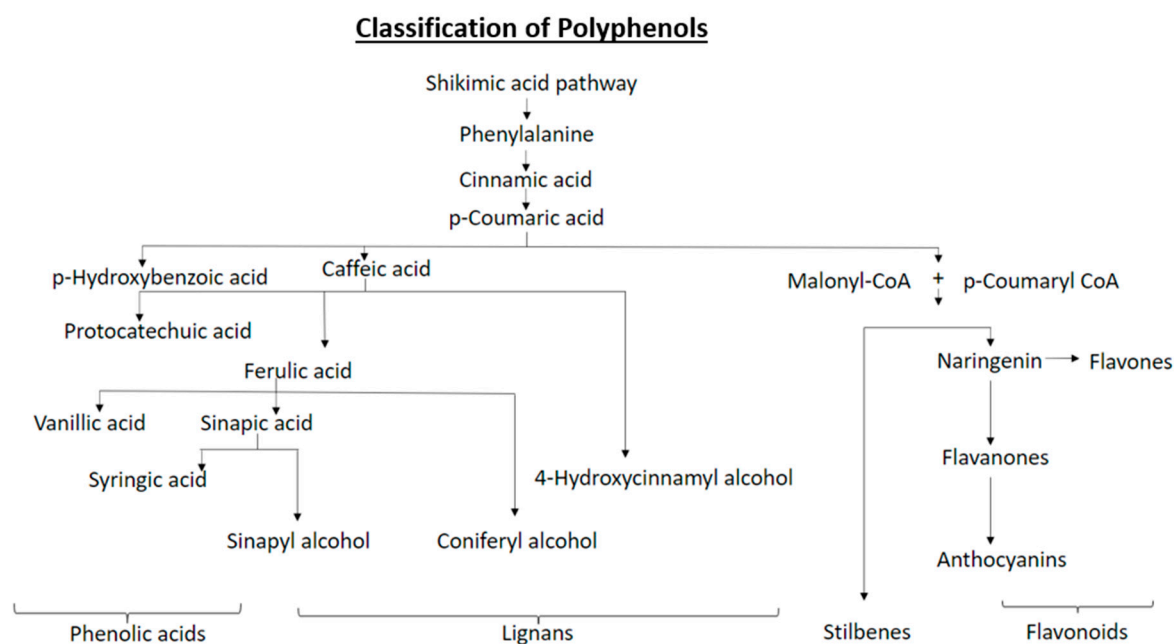 Classification of Polyphenols
Shikimic acid pathway
Phenylalanine
Cinnamic acid
p-Coumaric acid
p-Hydroxybenzoic acid
Caffeic acid
Malonyl-CoA + p-Coumaryl CoA
Protocatechuic acid
Ferulic acid
Naringenin
Flavones
Vanillic acid
Sinapic acid
Syringic acid
4-Hydroxycinnamyl alcohol
Flavanones
Sinapyl alcohol
Coniferyl alcohol
Anthocyanins
Phenolic acids
Lignans
Stilbenes
Flavonoids